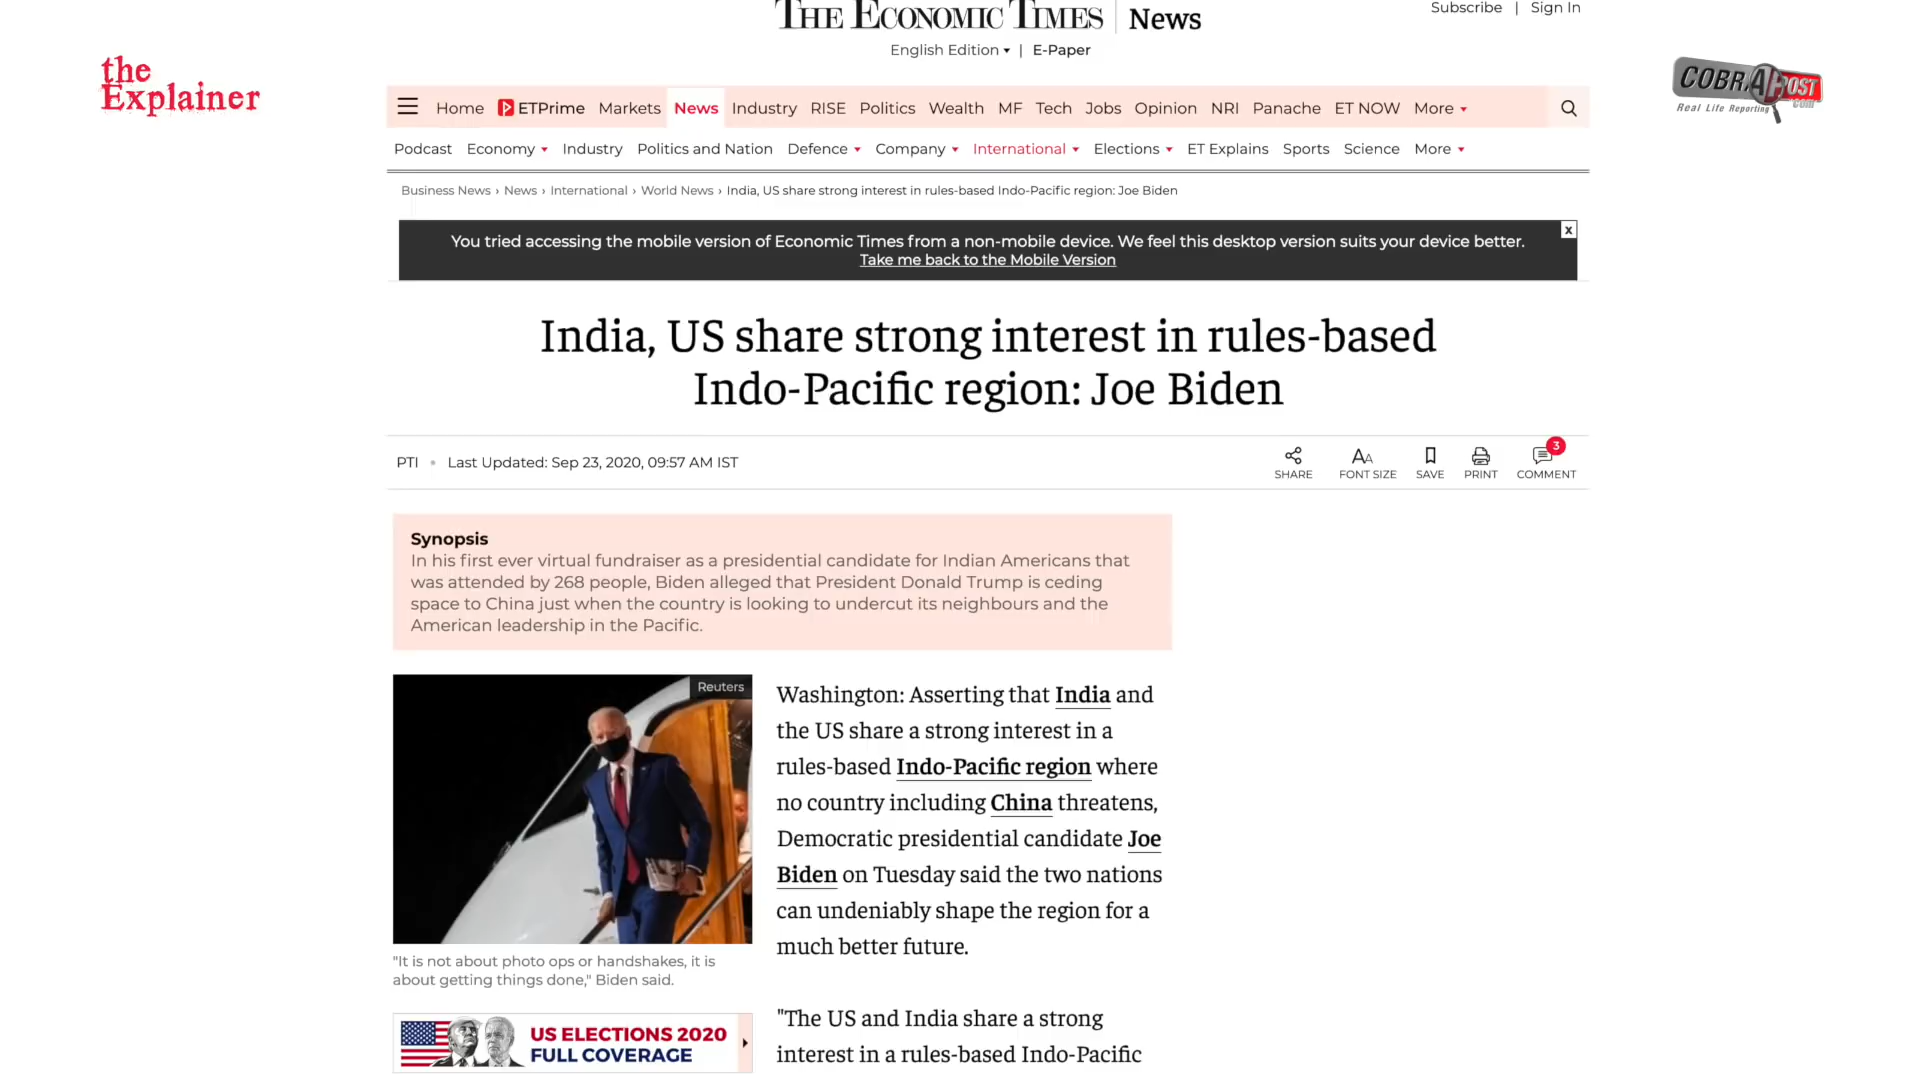 THE ECONOMIC TIMES | News
Subscribe | Sign In
English Edition | E-Paper
the
Explainer
COBRAPOST
.com
Real Life Reporting
Home ETPrime Markets News Industry RISE Politics Wealth MF Tech Jobs Opinion NRI Panache ET NOW More
Podcast Economy Industry Politics and Nation Defence Company International Elections ET Explains Sports Science More
Business News › News › International › World News › India, US share strong interest in rules-based Indo-Pacific region: Joe Biden
You tried accessing the mobile version of Economic Times from a non-mobile device. We feel this desktop version suits your device better.
x
Take me back to the Mobile Version
India, US share strong interest in rules-based
Indo-Pacific region: Joe Biden
PTI • Last Updated: Sep 23, 2020, 09:57 AM IST
3
SHARE AA FONT SIZE SAVE PRINT COMMENT
Synopsis
In his first ever virtual fundraiser as a presidential candidate for Indian Americans that
was attended by 268 people, Biden alleged that President Donald Trump is ceding
space to China just when the country is looking to undercut its neighbours and the
American leadership in the Pacific.
Reuters
"It is not about photo ops or handshakes, it is
about getting things done," Biden said.
US ELECTIONS 2020
FULL COVERAGE
Washington: Asserting that India and
the US share a strong interest in a
rules-based Indo-Pacific region where
no country including China threatens,
Democratic presidential candidate Joe
Biden on Tuesday said the two nations
can undeniably shape the region for a
much better future.
"The US and India share a strong
interest in a rules-based Indo-Pacific